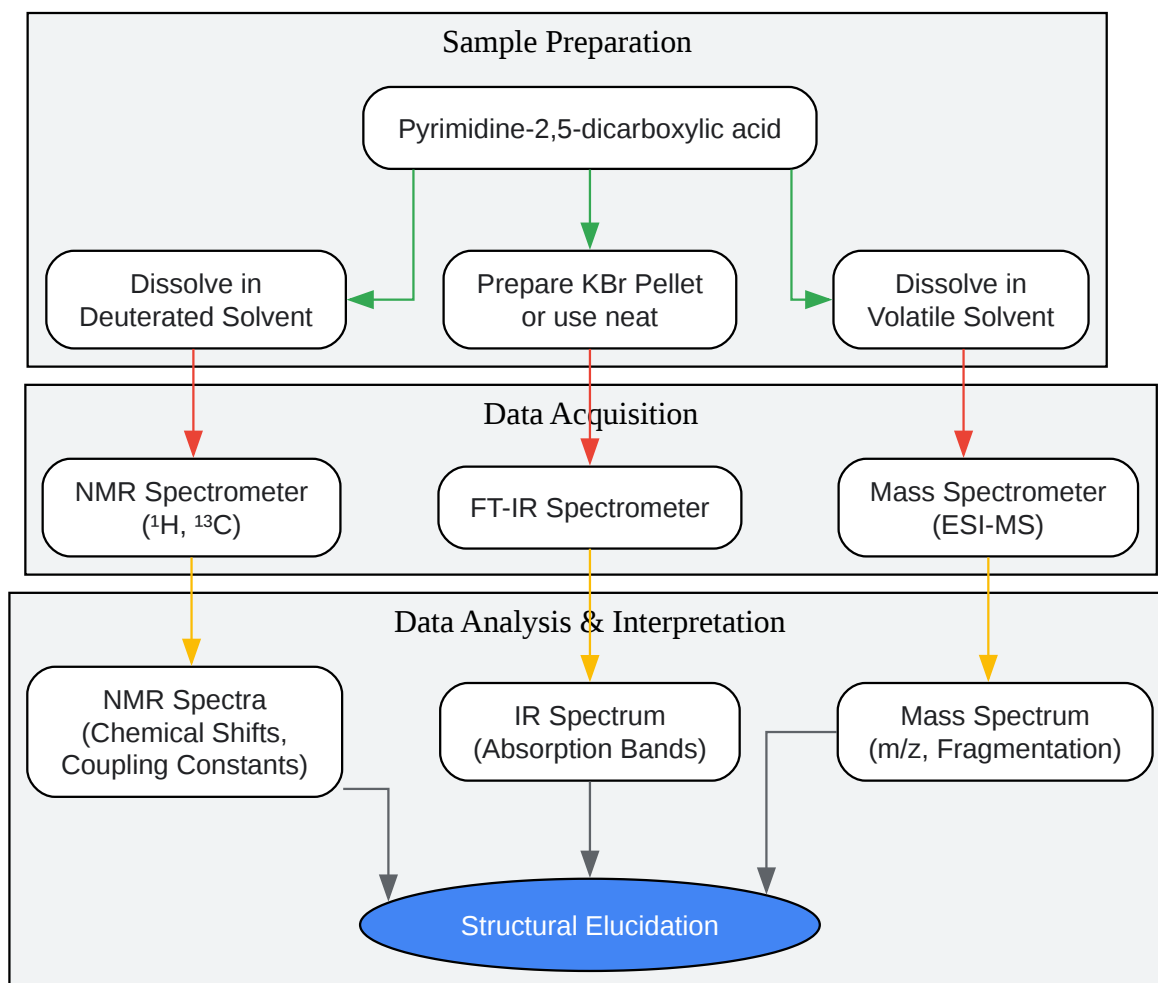 Sample Preparation
Pyrimidine-2,5-dicarboxylic acid
Dissolve in
Deuterated Solvent
Prepare KBr Pellet
or use neat
Dissolve in
Volatile Solvent
Data Acquisition
NMR Spectrometer
(¹H, ¹³C)
FT-IR Spectrometer
Mass Spectrometer
(ESI-MS)
Data Analysis & Interpretation
NMR Spectra
(Chemical Shifts,
Coupling Constants)
IR Spectrum
(Absorption Bands)
Mass Spectrum
(m/z, Fragmentation)
Structural Elucidation